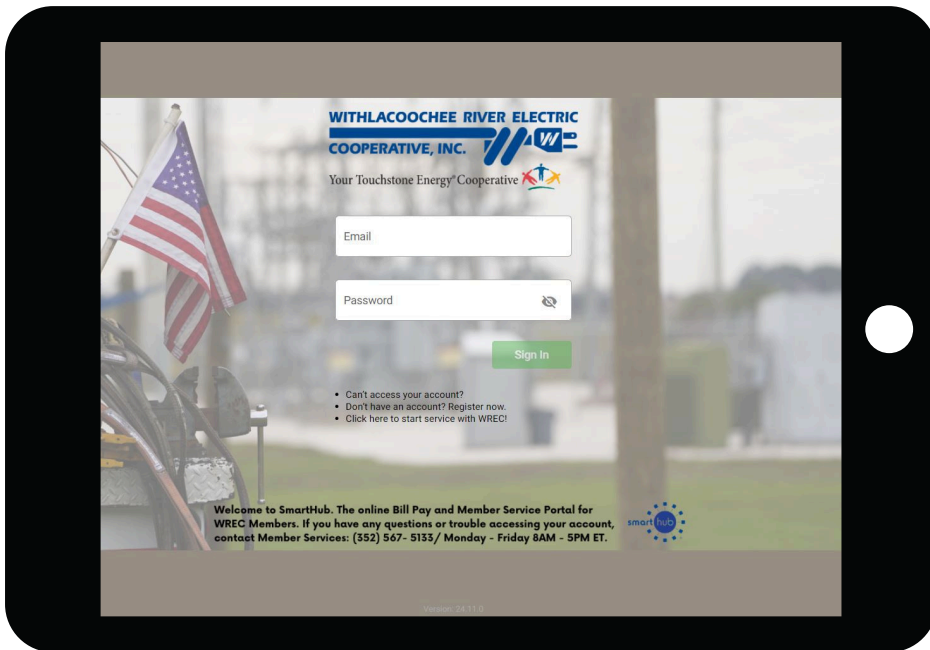 WITHLACOOCHEE RIVER ELECTRIC
COOPERATIVE, INC.
Your Touchstone Energy® Cooperative
Email
Password
Sign In
Can't access your account?
Don't have an account? Register now.
Click here to start service with WREC!
Welcome to SmartHub. The online Bill Pay and Member Service Portal for
WREC Members. If you have any questions or trouble accessing your account,
contact Member Services: (352) 567- 5133/ Monday - Friday 8AM - 5PM ET.
smart hub
Version: 24.11.0